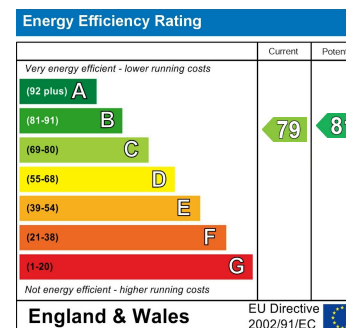 Energy Efficiency Rating
Current
Very energy efficient - lower running costs
(92 plus) A
(81-91) B
79
(69-80) C
(55-68) D
(39-54) E
(21-38) F
(1-20) G
Not energy efficient - higher running costs
England & Wales
EU Directive
2002/91/EC